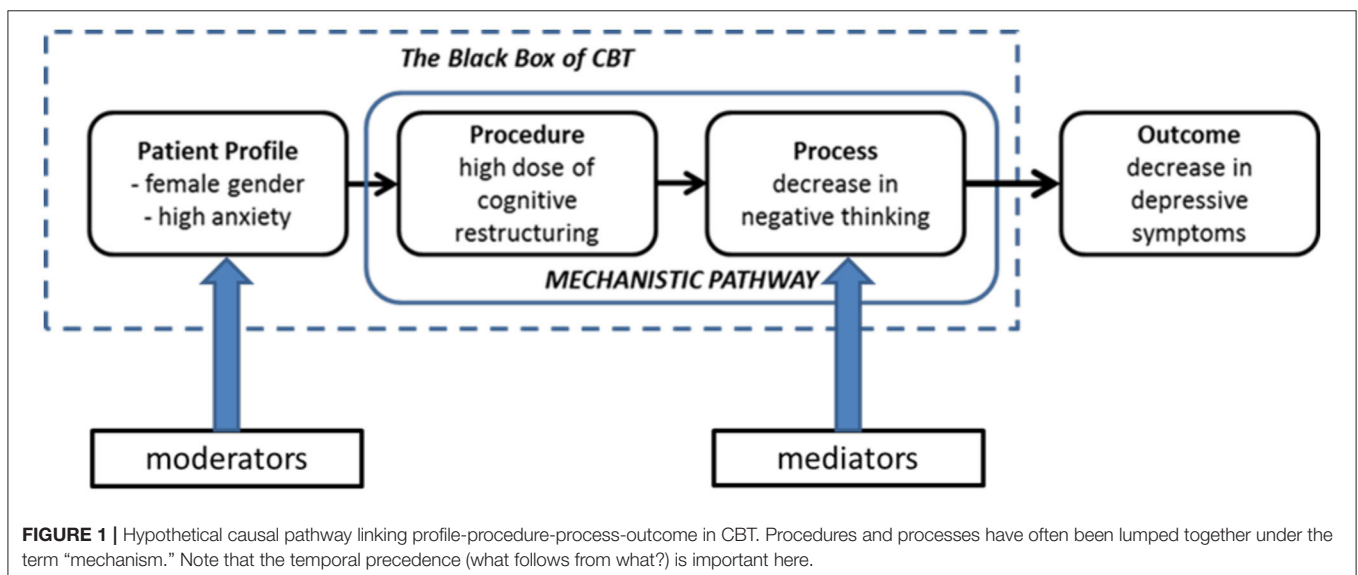 The Black Box of CBT
Patient Profile
- female gender
- high anxiety
Procedure
high dose of
cognitive
restructuring
Process
decrease in
negative thinking
Outcome
decrease in
depressive
symptoms
MECHANISTIC PATHWAY
moderators
mediators
FIGURE 1 | Hypothetical causal pathway linking profile-procedure-process-outcome in CBT. Procedures and processes have often been lumped together under the
term “mechanism.” Note that the temporal precedence (what follows from what?) is important here.